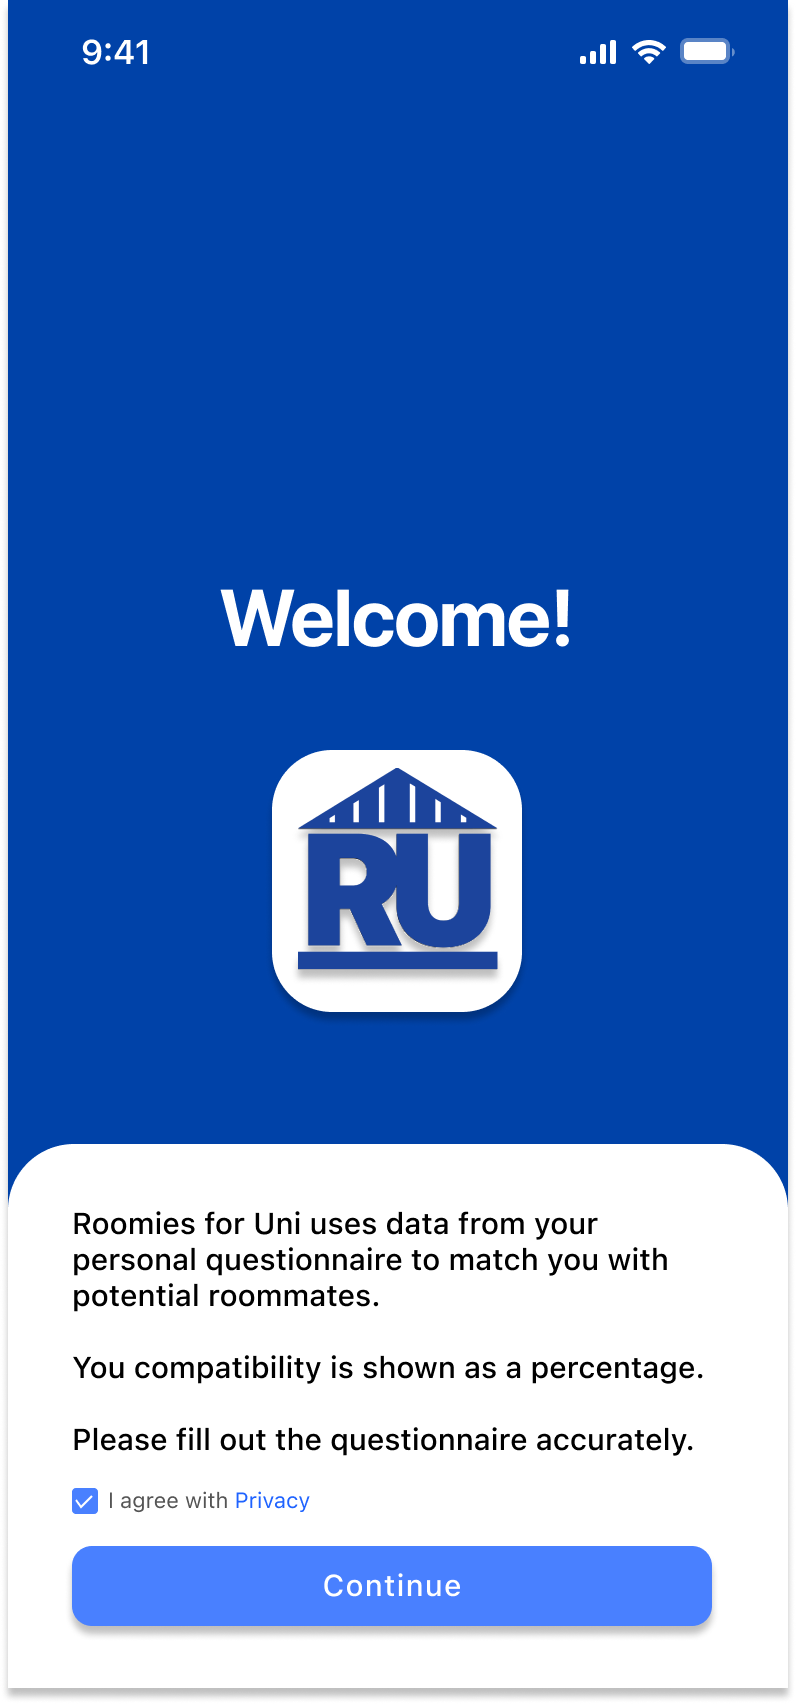 9:41
Welcome!
RU
Roomies for Uni uses data from your
personal questionnaire to match you with
potential roommates.
You compatibility is shown as a percentage.
Please fill out the questionnaire accurately.
I agree with Privacy
Continue